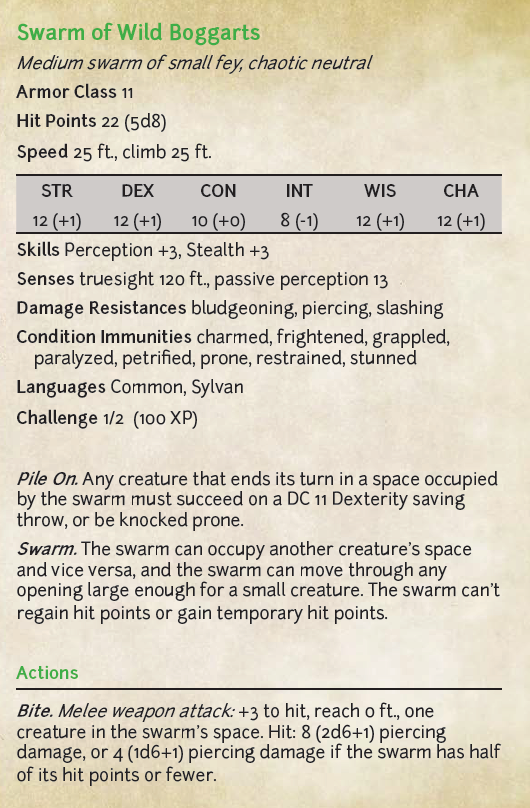 Swarm of Wild Boggarts
Medium swarm of small fey, chaotic neutral
Armor Class 11
Hit Points 22 (5d8)
Speed 25 ft., climb 25 ft.
STR DEX CON INT WIS CHA
12 (+1) 12 (+1) 10 (+0) 8 (-1) 12 (+1) 12 (+1)
Skills Perception +3, Stealth +3
Senses truesight 120 ft., passive perception 13
Damage Resistances bludgeoning, piercing, slashing
Condition Immunities charmed, frightened, grappled,
paralyzed, petrified, prone, restrained, stunned
Languages Common, Sylvan
Challenge 1/2 (100 XP)
Pile On. Any creature that ends its turn in a space occupied
by the swarm must succeed on a DC 11 Dexterity saving
throw, or be knocked prone.
Swarm. The swarm can occupy another creature's space
and vice versa, and the swarm can move through any
opening large enough for a small creature. The swarm can't
regain hit points or gain temporary hit points.
Actions
Bite. Melee weapon attack: +3 to hit, reach 0 ft., one
creature in the swarm's space. Hit: 8 (2d6+1) piercing
damage, or 4 (1d6+1) piercing damage if the swarm has half
of its hit points or fewer.